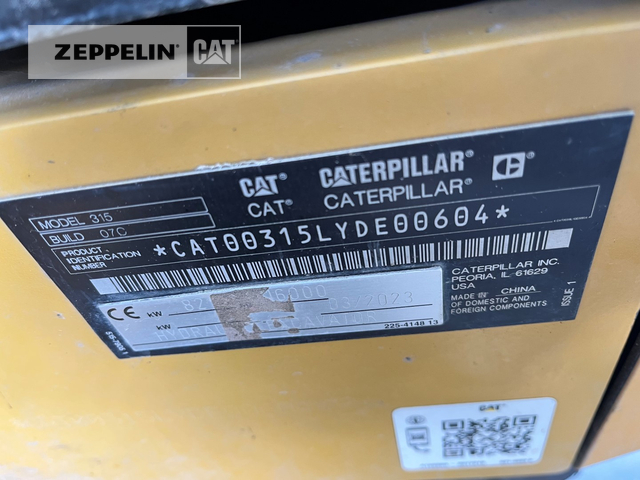 ZEPPELIN CAT
CAT® CATERPILLAR®
CAT® CATERPILLAR®
MODEL 315
BUILD 07C
PRODUCT
IDENTIFICATION
NUMBER
*CAT00315LYDE00604*
CATERPILLAR INC.
PEORIA, IL 61629
USA
MADE IN CHINA
OF DOMESTIC AND
FOREIGN COMPONENTS
ISSUE 1
CE kW
kW
2023
225-4148 13
CAT